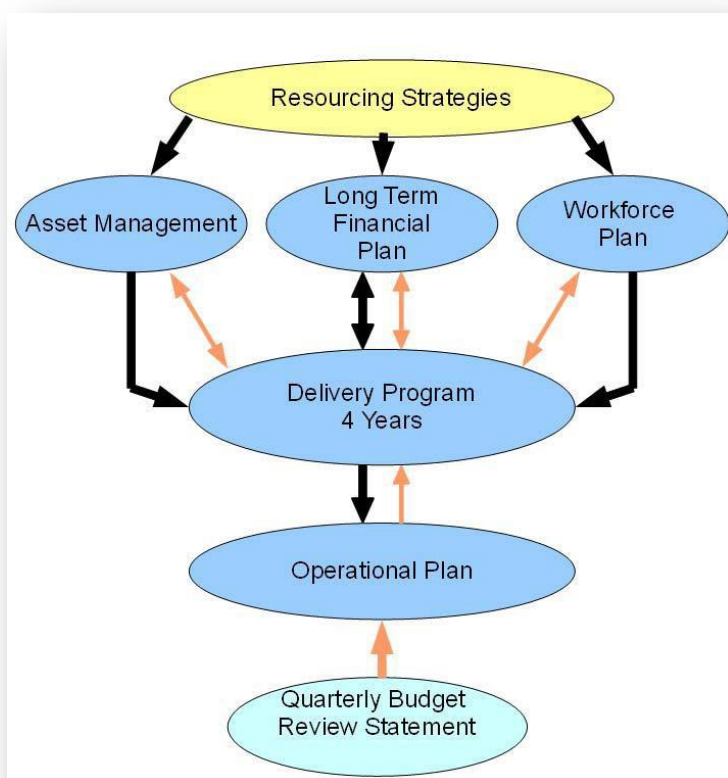 Resourcing Strategies
Asset Management
Long Term
Financial
Plan
Workforce
Plan
Delivery Program
4 Years
Operational Plan
Quarterly Budget
Review Statement